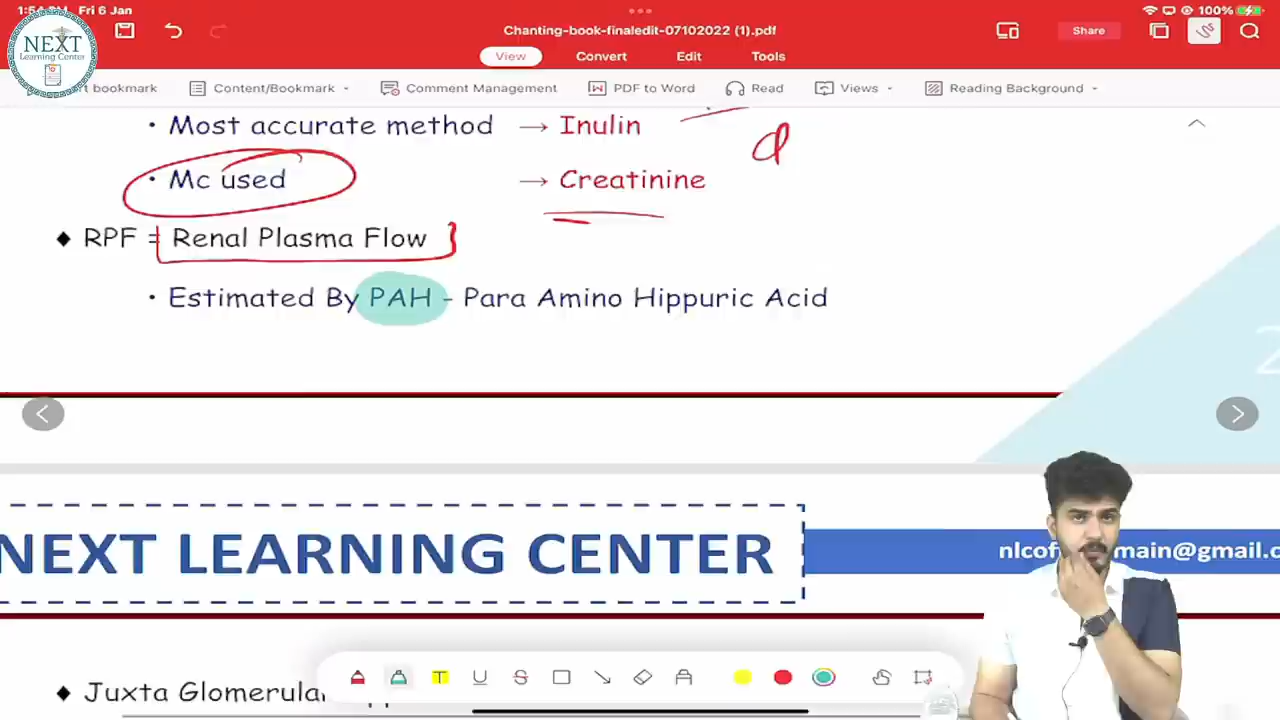 1:54 PM Fri 6 Jan
100%
NEXT
Learning Center
Chanting-book-finaledit-07102022 (1).pdf
Share
View Convert Edit Tools
bookmark Content/Bookmark Comment Management PDF to Word Read Views Reading Background
• Most accurate method → Inulin
• Mc used → Creatinine
◆ RPF = Renal Plasma Flow
• Estimated By PAH - Para Amino Hippuric Acid
NEXT LEARNING CENTER
◆ Juxta Glomerular